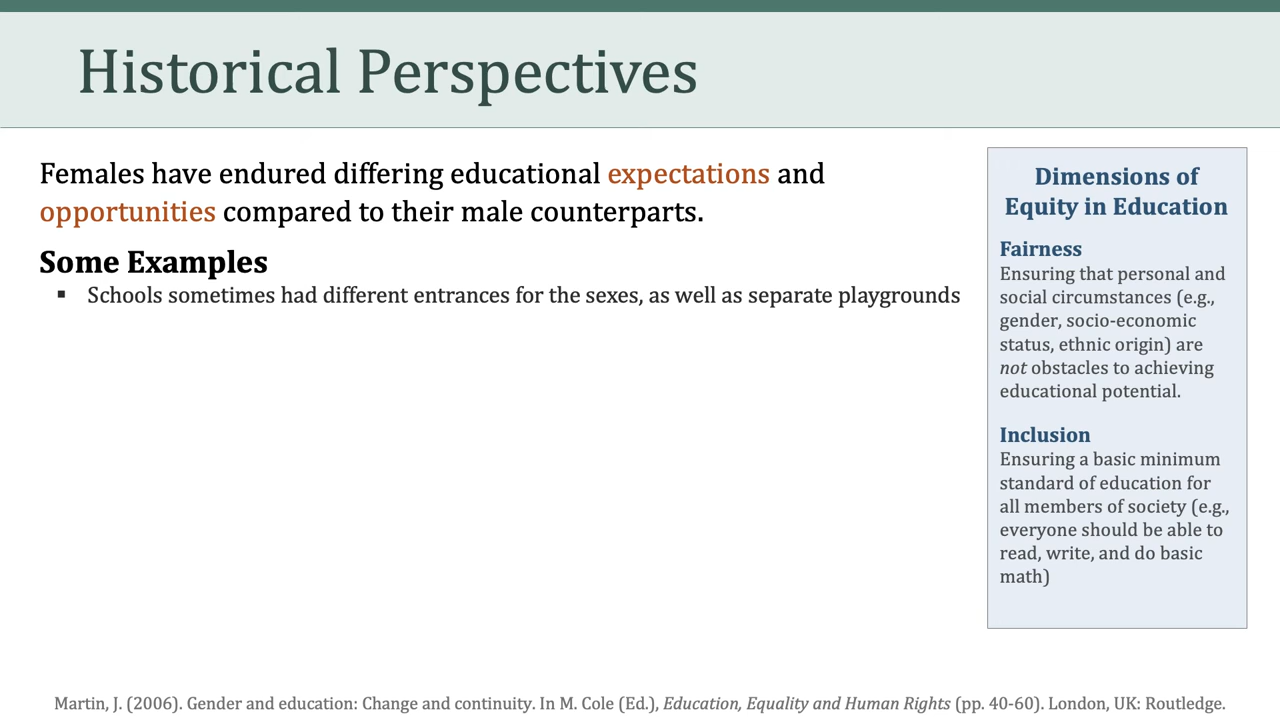 Historical Perspectives
Females have endured differing educational expectations and
opportunities compared to their male counterparts.
Some Examples
▪ Schools sometimes had different entrances for the sexes, as well as separate playgrounds
Dimensions of
Equity in Education
Fairness
Ensuring that personal and
social circumstances (e.g.,
gender, socio-economic
status, ethnic origin) are
not obstacles to achieving
educational potential.
Inclusion
Ensuring a basic minimum
standard of education for
all members of society (e.g.,
everyone should be able to
read, write, and do basic
math)
Martin, J. (2006). Gender and education: Change and continuity. In M. Cole (Ed.), Education, Equality and Human Rights (pp. 40-60). London, UK: Routledge.